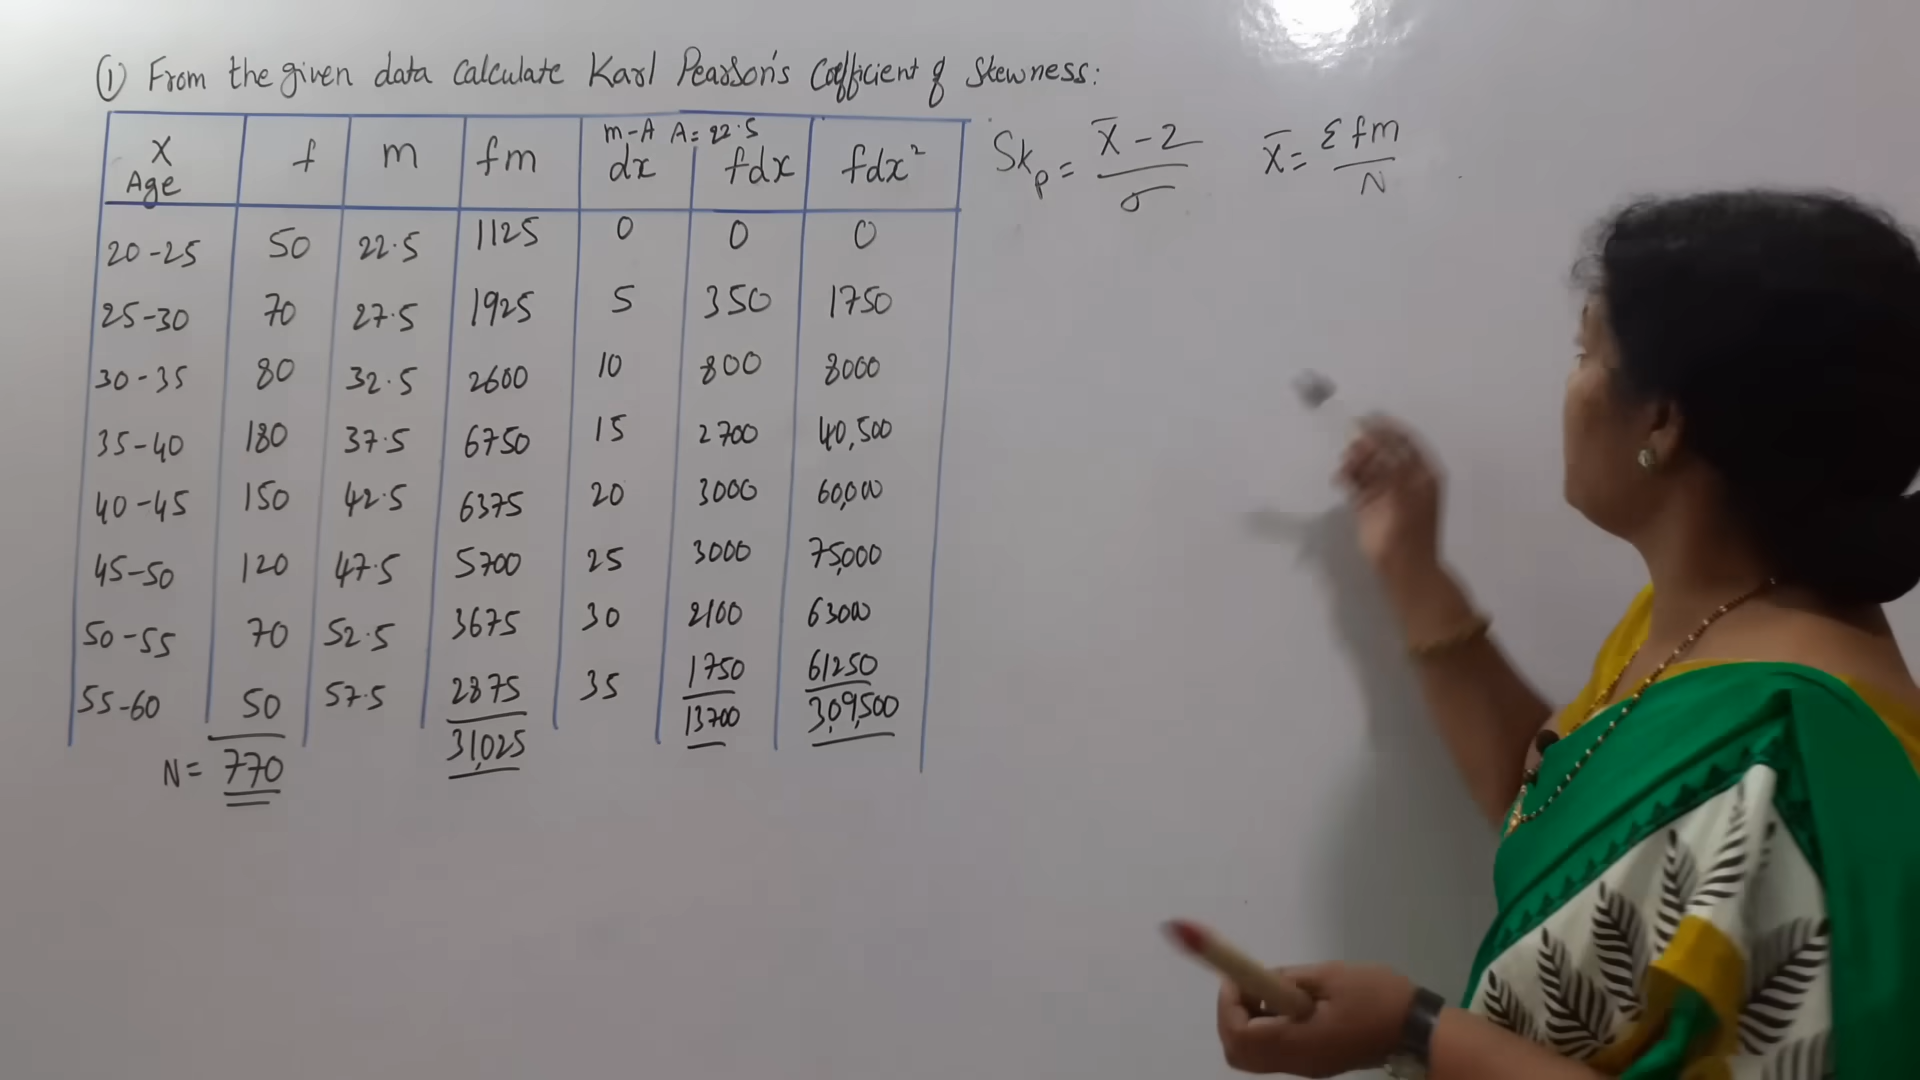 ① From the given data calculate Karl Pearson's Coefficient of Skewness:
X Age f m fm m-A dx A = 22.5 fdx fdx²
20-25 50 22.5 1125 0 0 0
25-30 70 27.5 1925 5 350 1750
30-35 80 32.5 2600 10 800 8000
35-40 180 37.5 6750 15 2700 40,500
40-45 150 42.5 6375 20 3000 60,000
45-50 120 47.5 5700 25 3000 75,000
50-55 70 52.5 3675 30 2100 63000
55-60 50 57.5 2875 35 1750 61250
N = 770 31,025 13700 3,09,500
Skp = X̄ - Z / σ
X̄ = Σfm / N